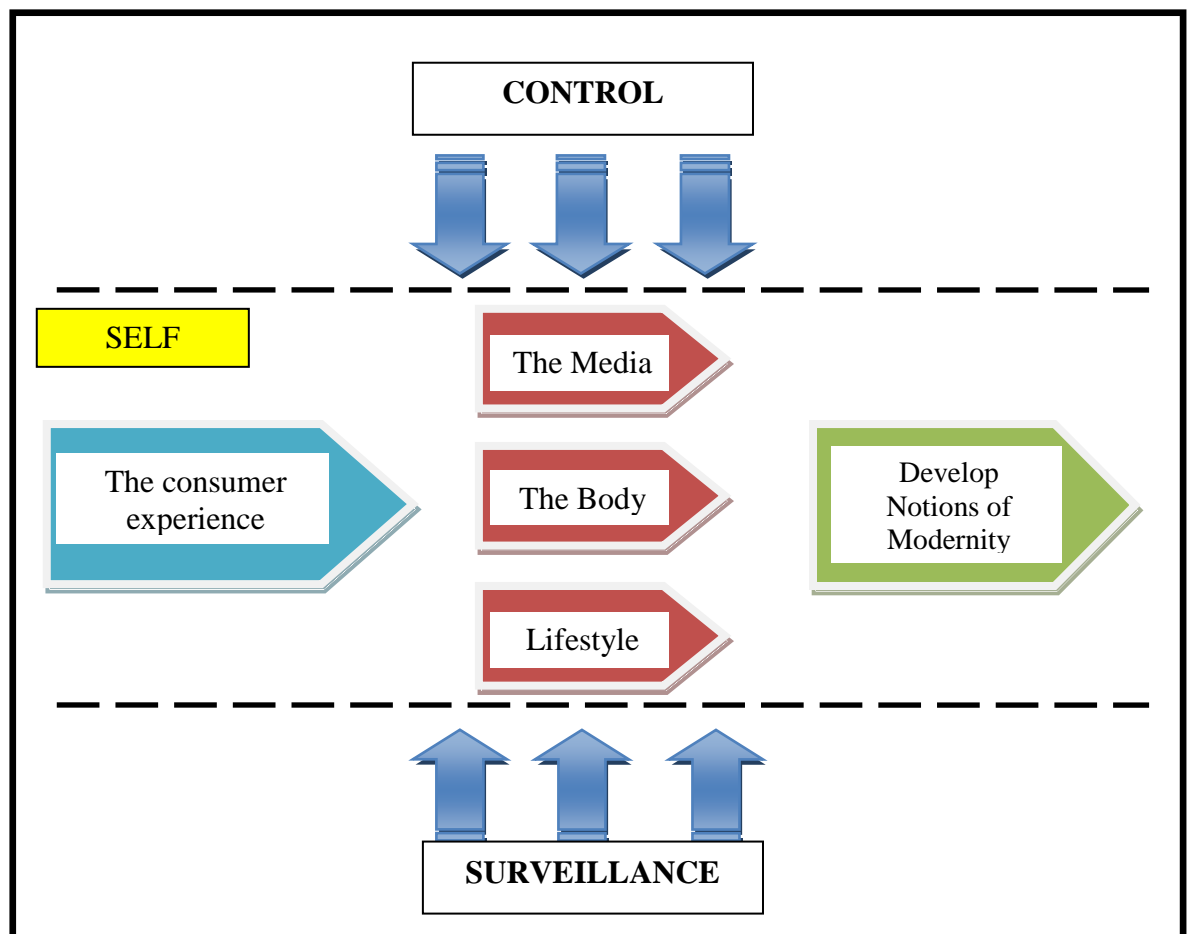 CONTROL
SELF
The Media
The consumer
experience
The Body
Develop
Notions of
Modernity
Lifestyle
SURVEILLANCE